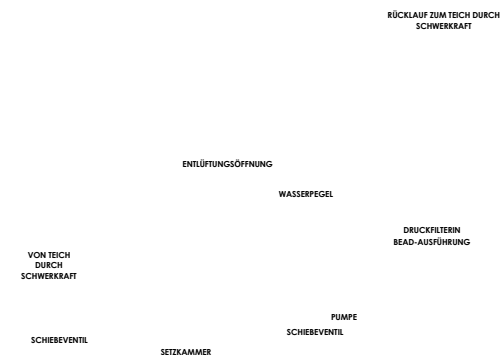 RÜCKLAUF ZUM TEICH DURCH
SCHWERKRAFT
ENTLÜFTUNGSÖFFNUNG
WASSERPEGEL
DRUCKFILTERIN
BEAD-AUSFÜHRUNG
VON TEICH
DURCH
SCHWERKRAFT
PUMPE
SCHIEBEVENTIL
SCHIEBEVENTIL
SETZKAMMER